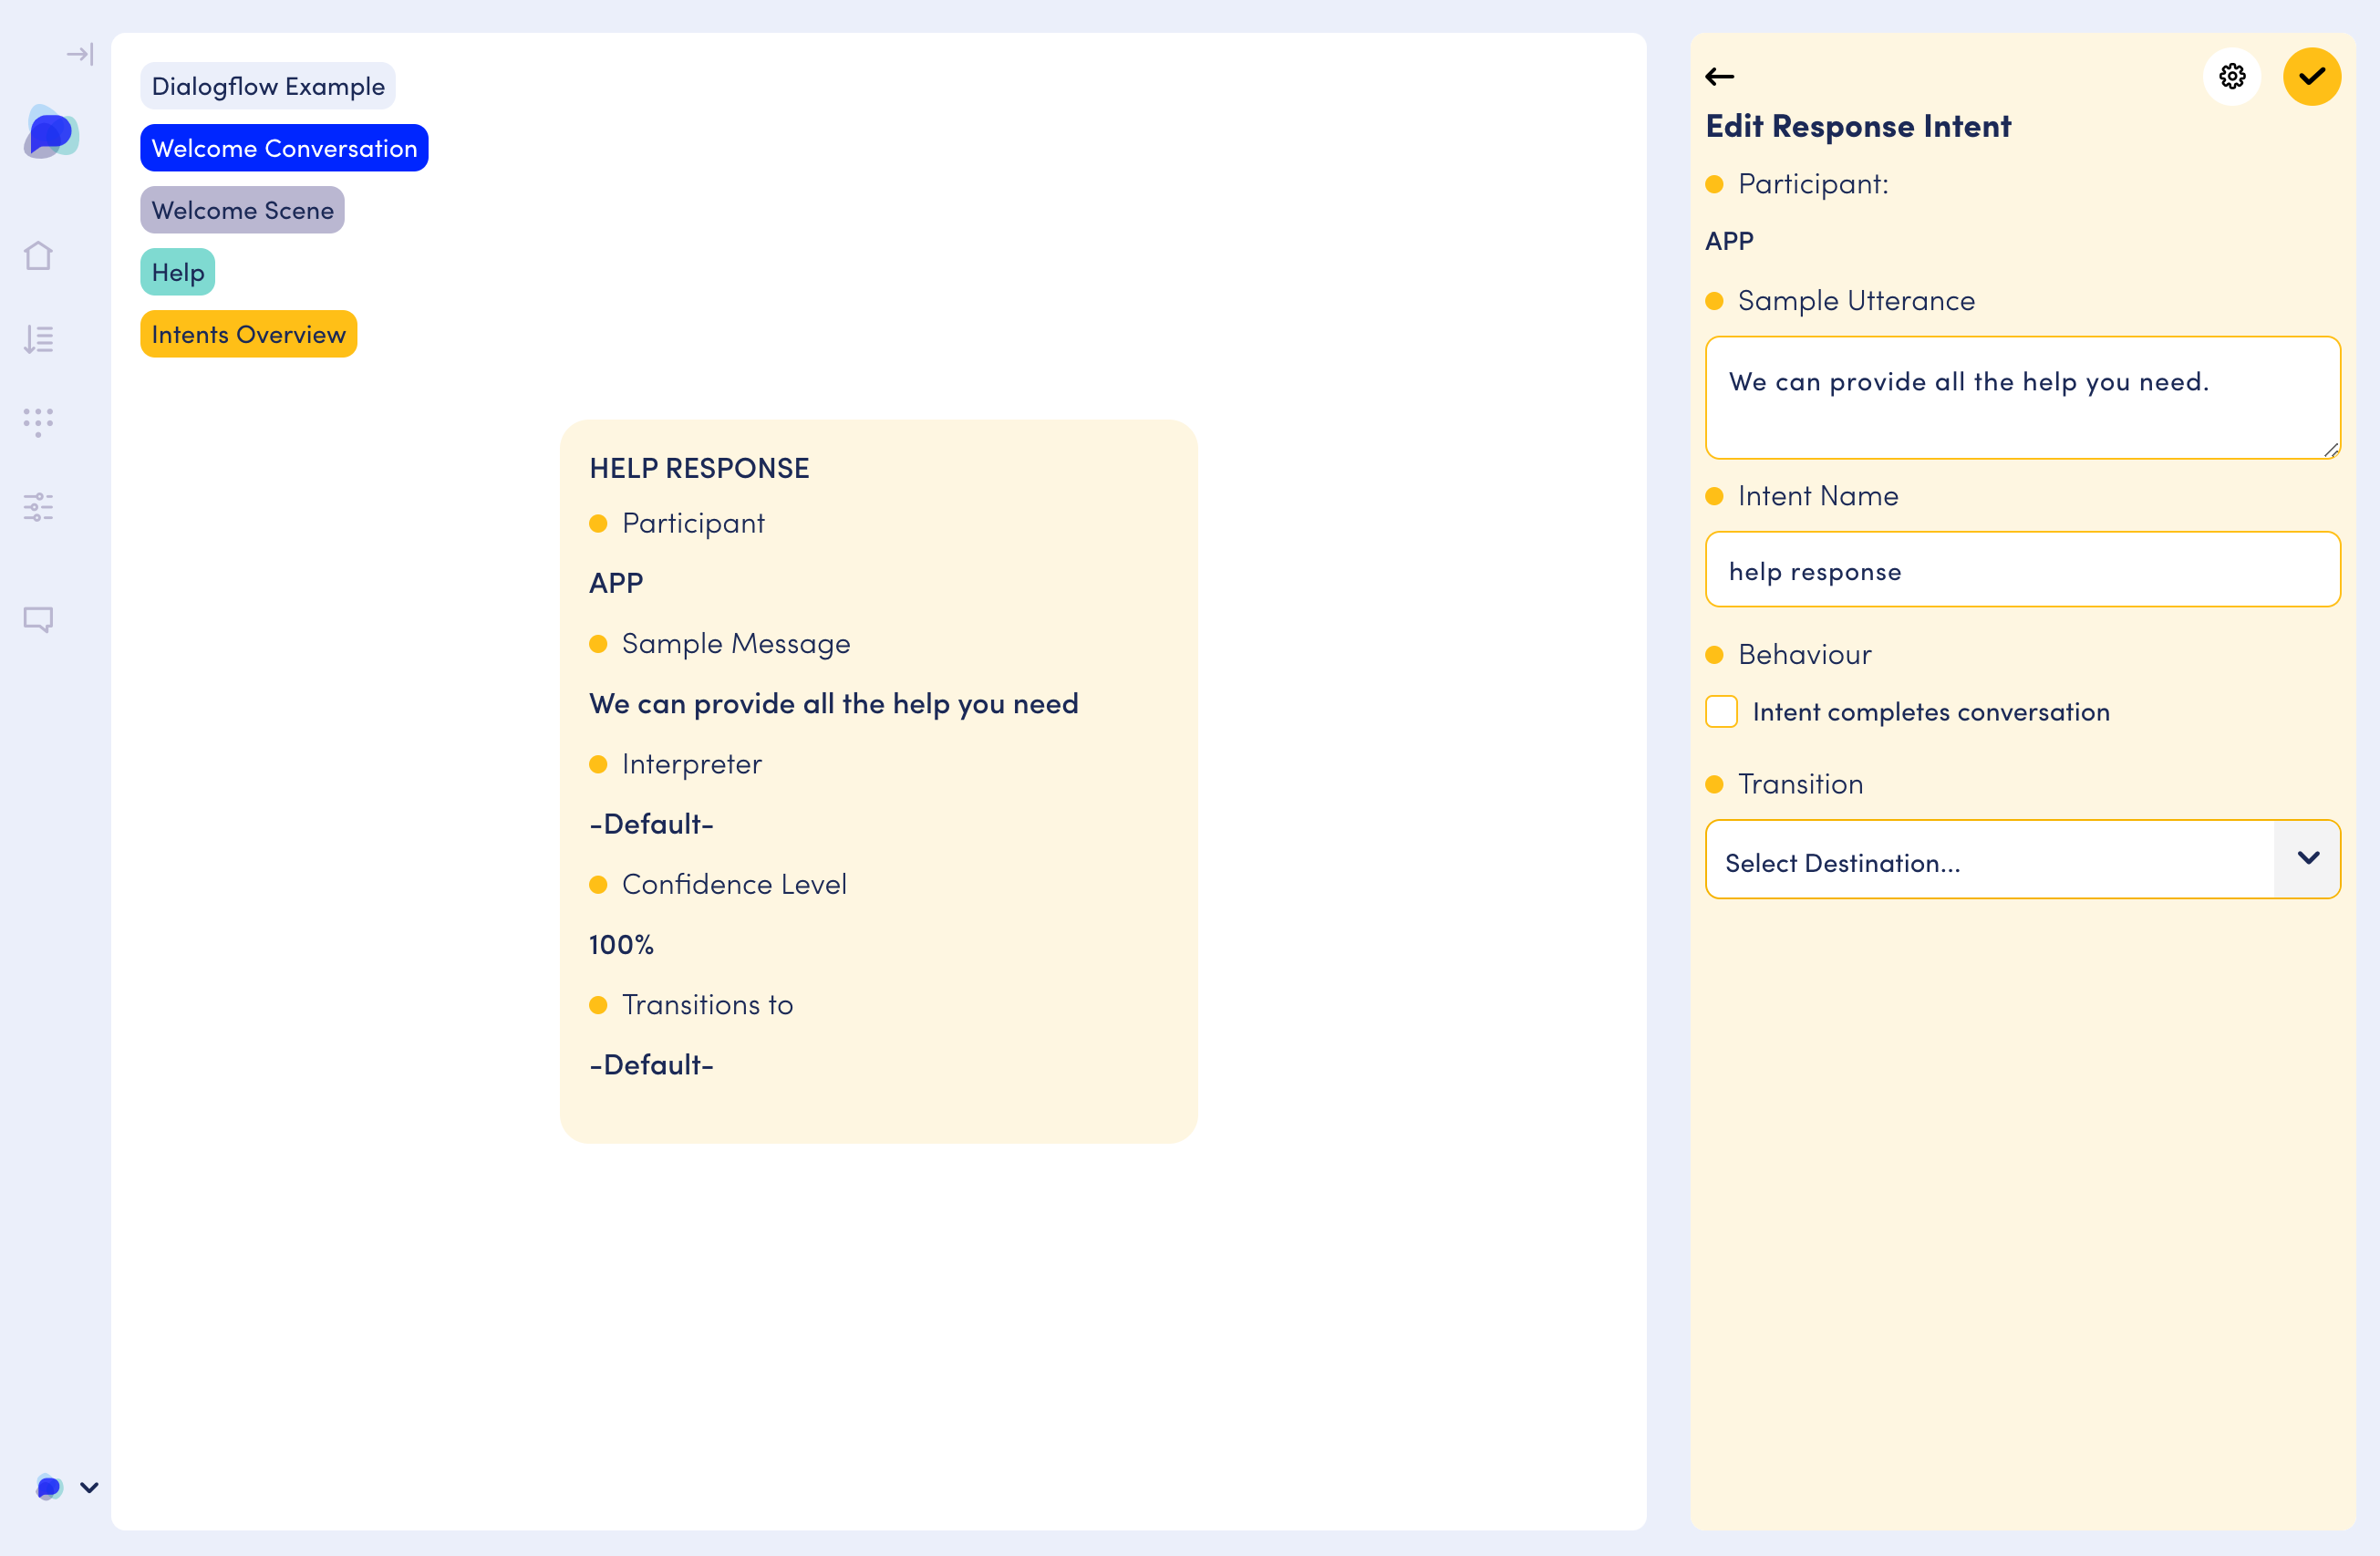 Dialogflow Example
Welcome Conversation
Welcome Scene
Help
Intents Overview
HELP RESPONSE
Participant
APP
Sample Message
We can provide all the help you need
Interpreter
-Default-
Confidence Level
100%
Transitions to
-Default-
Edit Response Intent
Participant:
APP
Sample Utterance
We can provide all the help you need.
Intent Name
help response
Behaviour
Intent completes conversation
Transition
Select Destination...